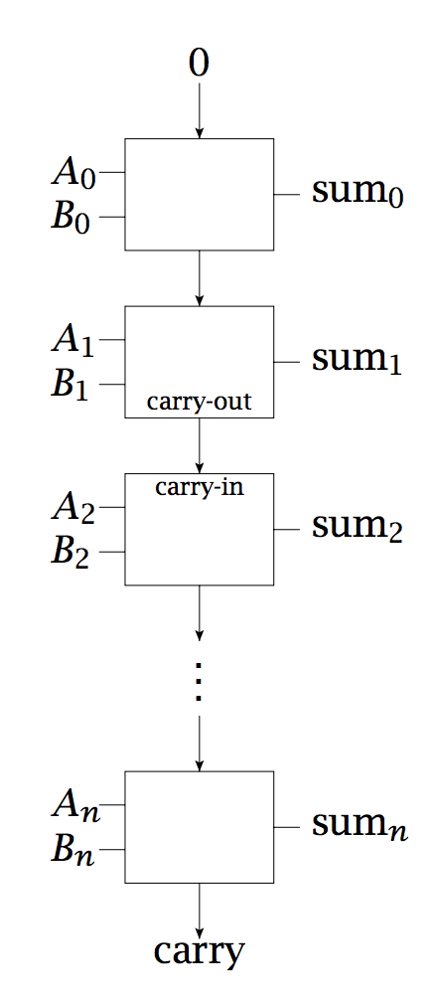 0
A₀
B₀
sum₀
A₁
B₁
sum₁
carry-out
carry-in
A₂
B₂
sum₂
⋮
Aₙ
Bₙ
sumₙ
carry